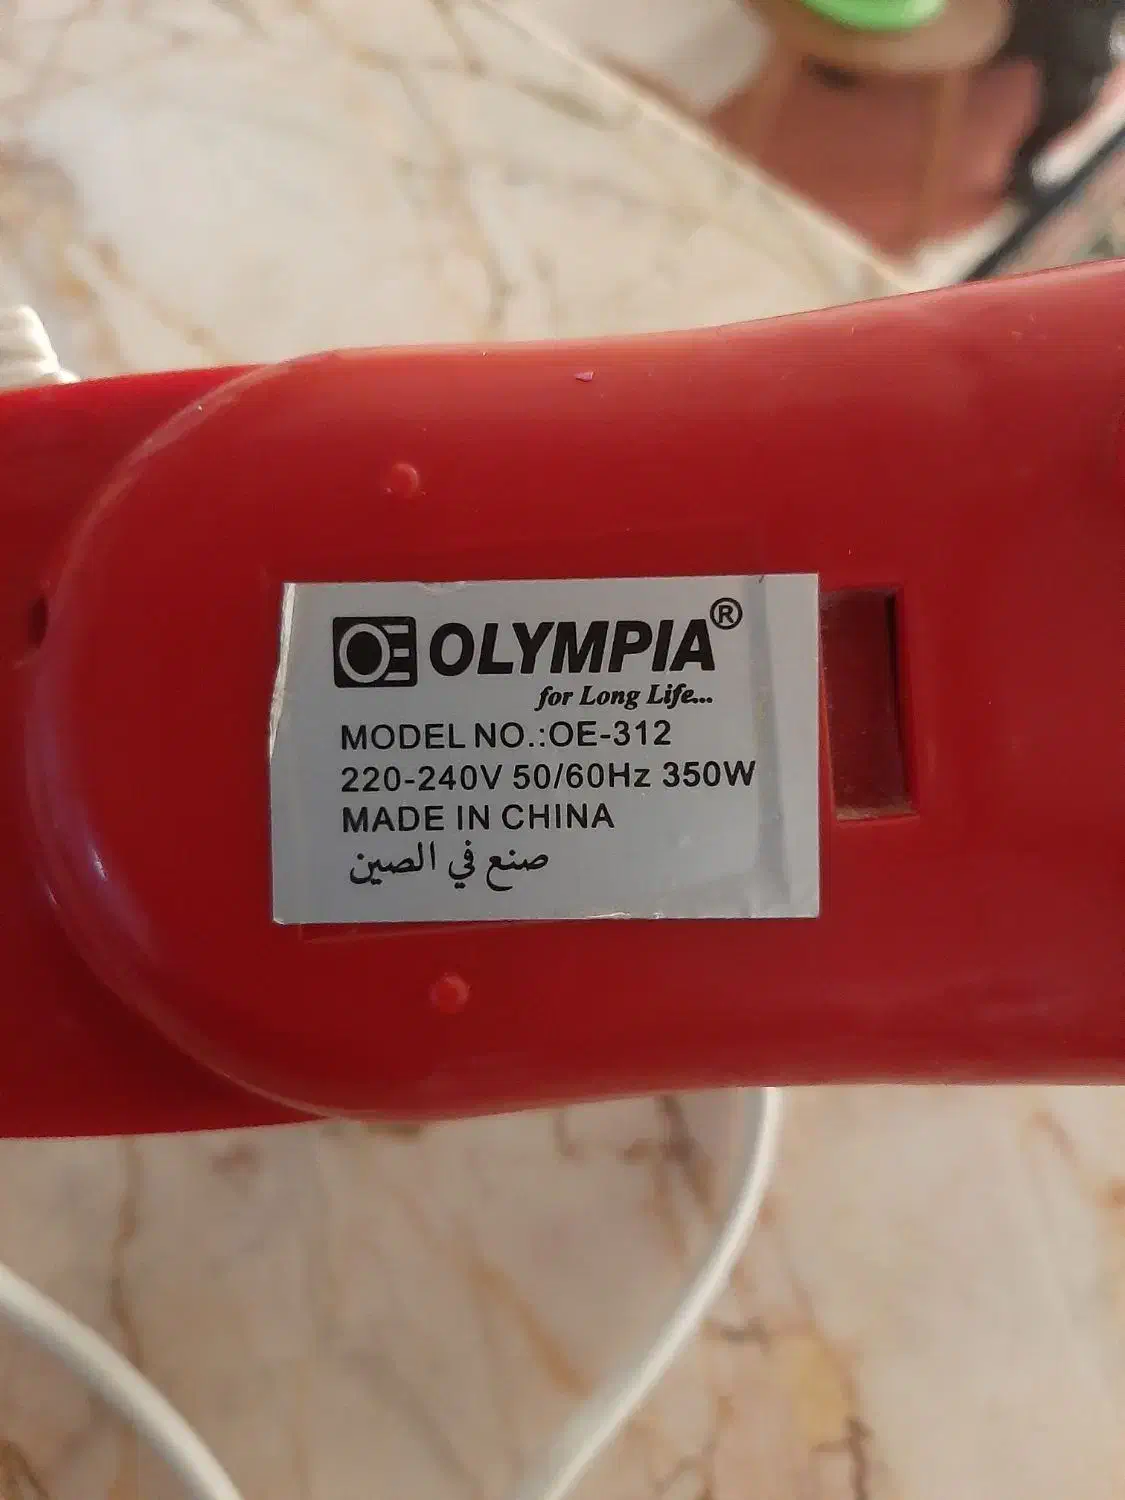 OE OLYMPIA®
for Long Life...
MODEL NO.:OE-312
220-240V 50/60Hz 350W
MADE IN CHINA
صنع في الصين